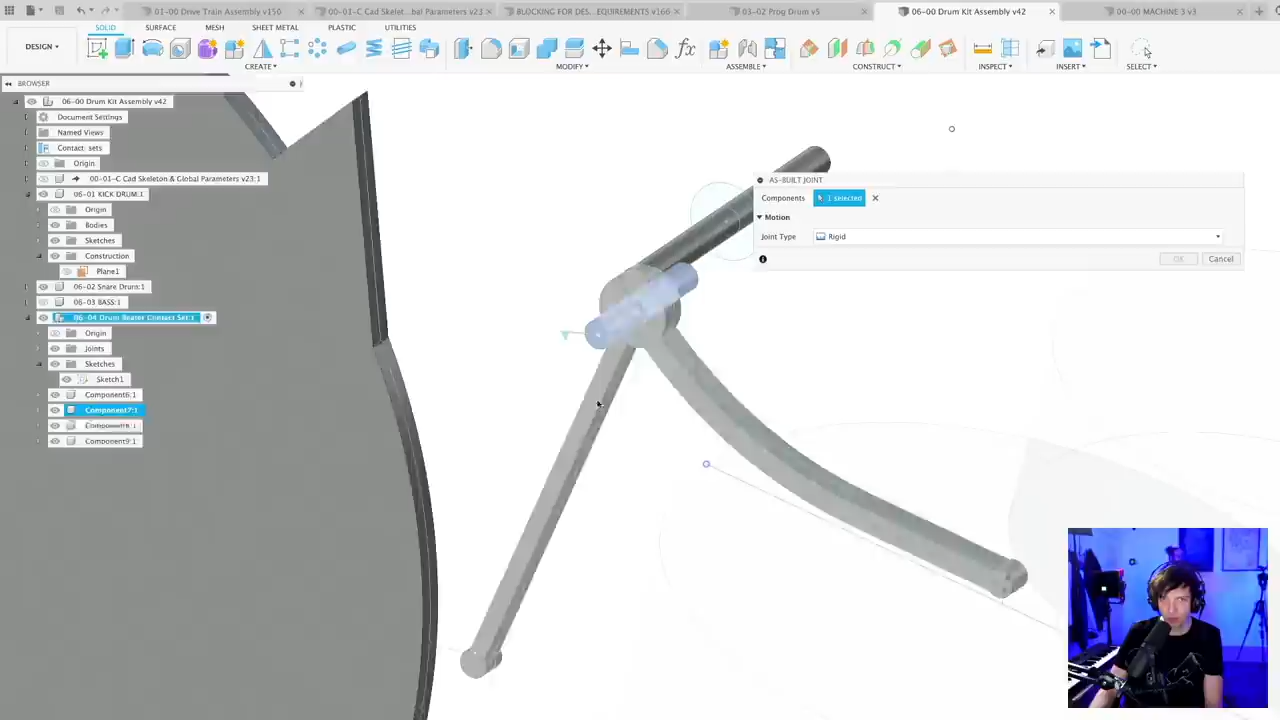 01-00 Drive Train Assembly v150
00-01-C Cad Skelet...bal Parameters v23
BLOCKING FOR DES...EQUIREMENTS v160
03-02 Prog Drum v5
06-00 Drum Kit Assembly v42
00-00 MACHINE 3 v3
SOLID
SURFACE
MESH
SHEET METAL
PLASTIC
UTILITIES
DESIGN
CREATE
MODIFY
ASSEMBLE
CONSTRUCT
INSPECT
INSERT
SELECT
BROWSER
06-00 Drum Kit Assembly v42
Document Settings
Named Views
Contact: sets
Origin
00-01-C Cad Skeleton & Global Parameters v23:1
06-01 KICK DRUM:1
Origin
Bodies
Sketches
Construction
Plane1
06-02 Snare Drum:1
06-03 BASS:1
06-04 Drum Beater Contact Set:1
Origin
Joints
Sketches
Sketch1
Component6:1
Component7:1
Component9:1
AS-BUILT JOINT
Components
1 selected
Motion
Joint Type
Rigid
OK
Cancel